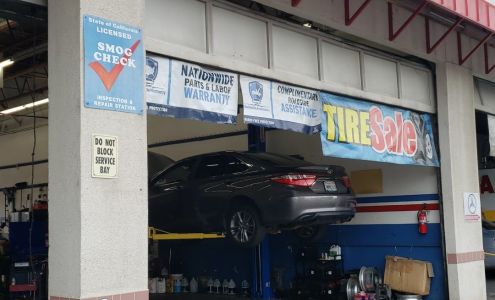 State of California
LICENSED
SMOG
CHECK
INSPECTION &
REPAIR STATION
DO NOT
BLOCK
SERVICE
BAY
NATIONWIDE
PARTS & LABOR
WARRANTY
COMPLIMENTARY
ROADSIDE
ASSISTANCE
TIRE Sale